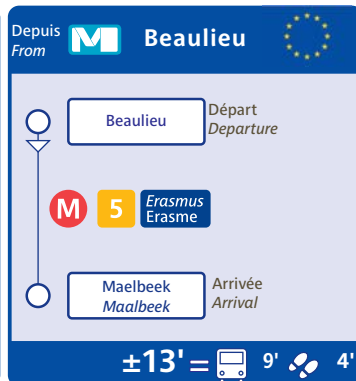 Depuis
From
M
Beaulieu
Beaulieu
Départ
Departure
M
5
Erasmus
Erasme
Maelbeek
Maalbeek
Arrivée
Arrival
±13' = 9' 4'